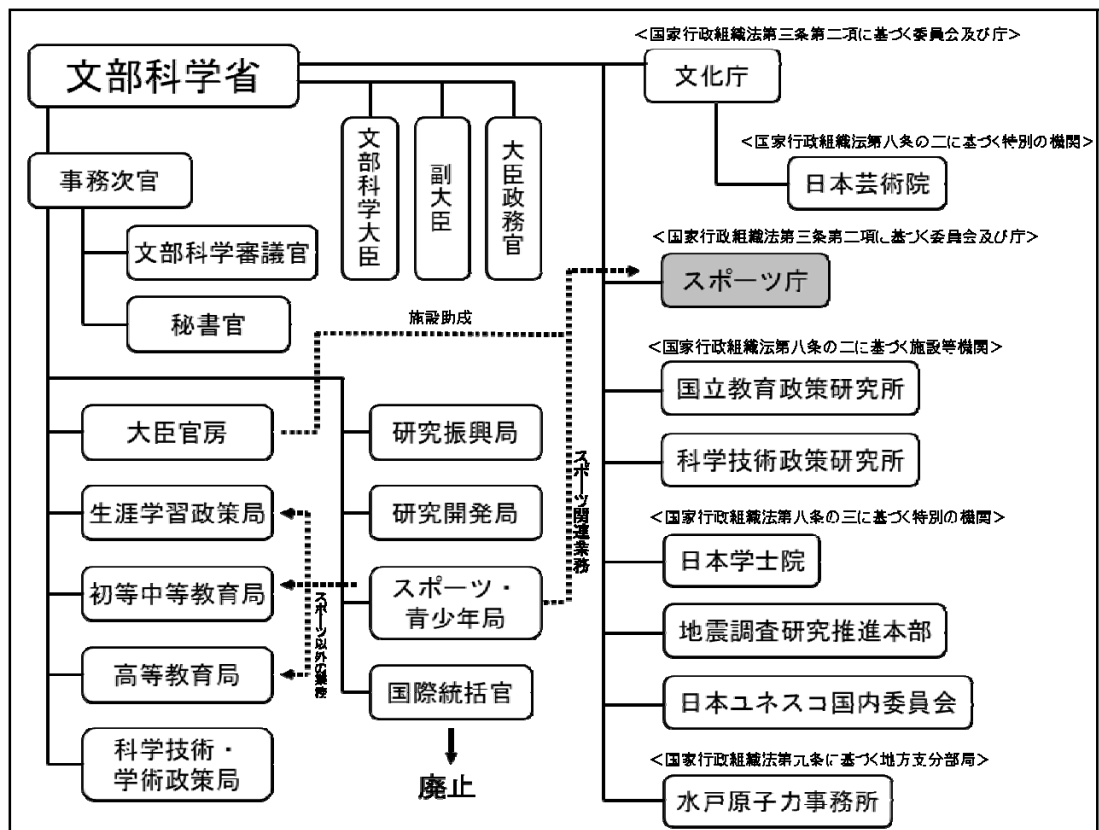 文部科学省
文部科学大臣
副大臣
大臣政務官
事務次官
文部科学審議官
秘書官
施設助成
大臣官房
生涯学習政策局
初等中等教育局
高等教育局
科学技術・
学術政策局
研究振興局
研究開発局
スポーツ・
青少年局
国際統括官
廃止
スポーツ以外の業務
スポーツ関連業務
<国家行政組織法第三条第二項に基づく委員会及び庁>
文化庁
<国家行政組織法第八条の二に基づく特別の機関>
日本芸術院
<国家行政組織法第三条第二項に基づく委員会及び庁>
スポーツ庁
<国家行政組織法第八条の二に基づく施設等機関>
国立教育政策研究所
科学技術政策研究所
<国家行政組織法第八条の三に基づく特別の機関>
日本学士院
地震調査研究推進本部
日本ユネスコ国内委員会
<国家行政組織法第九条に基づく地方支分部局>
水戸原子力事務所